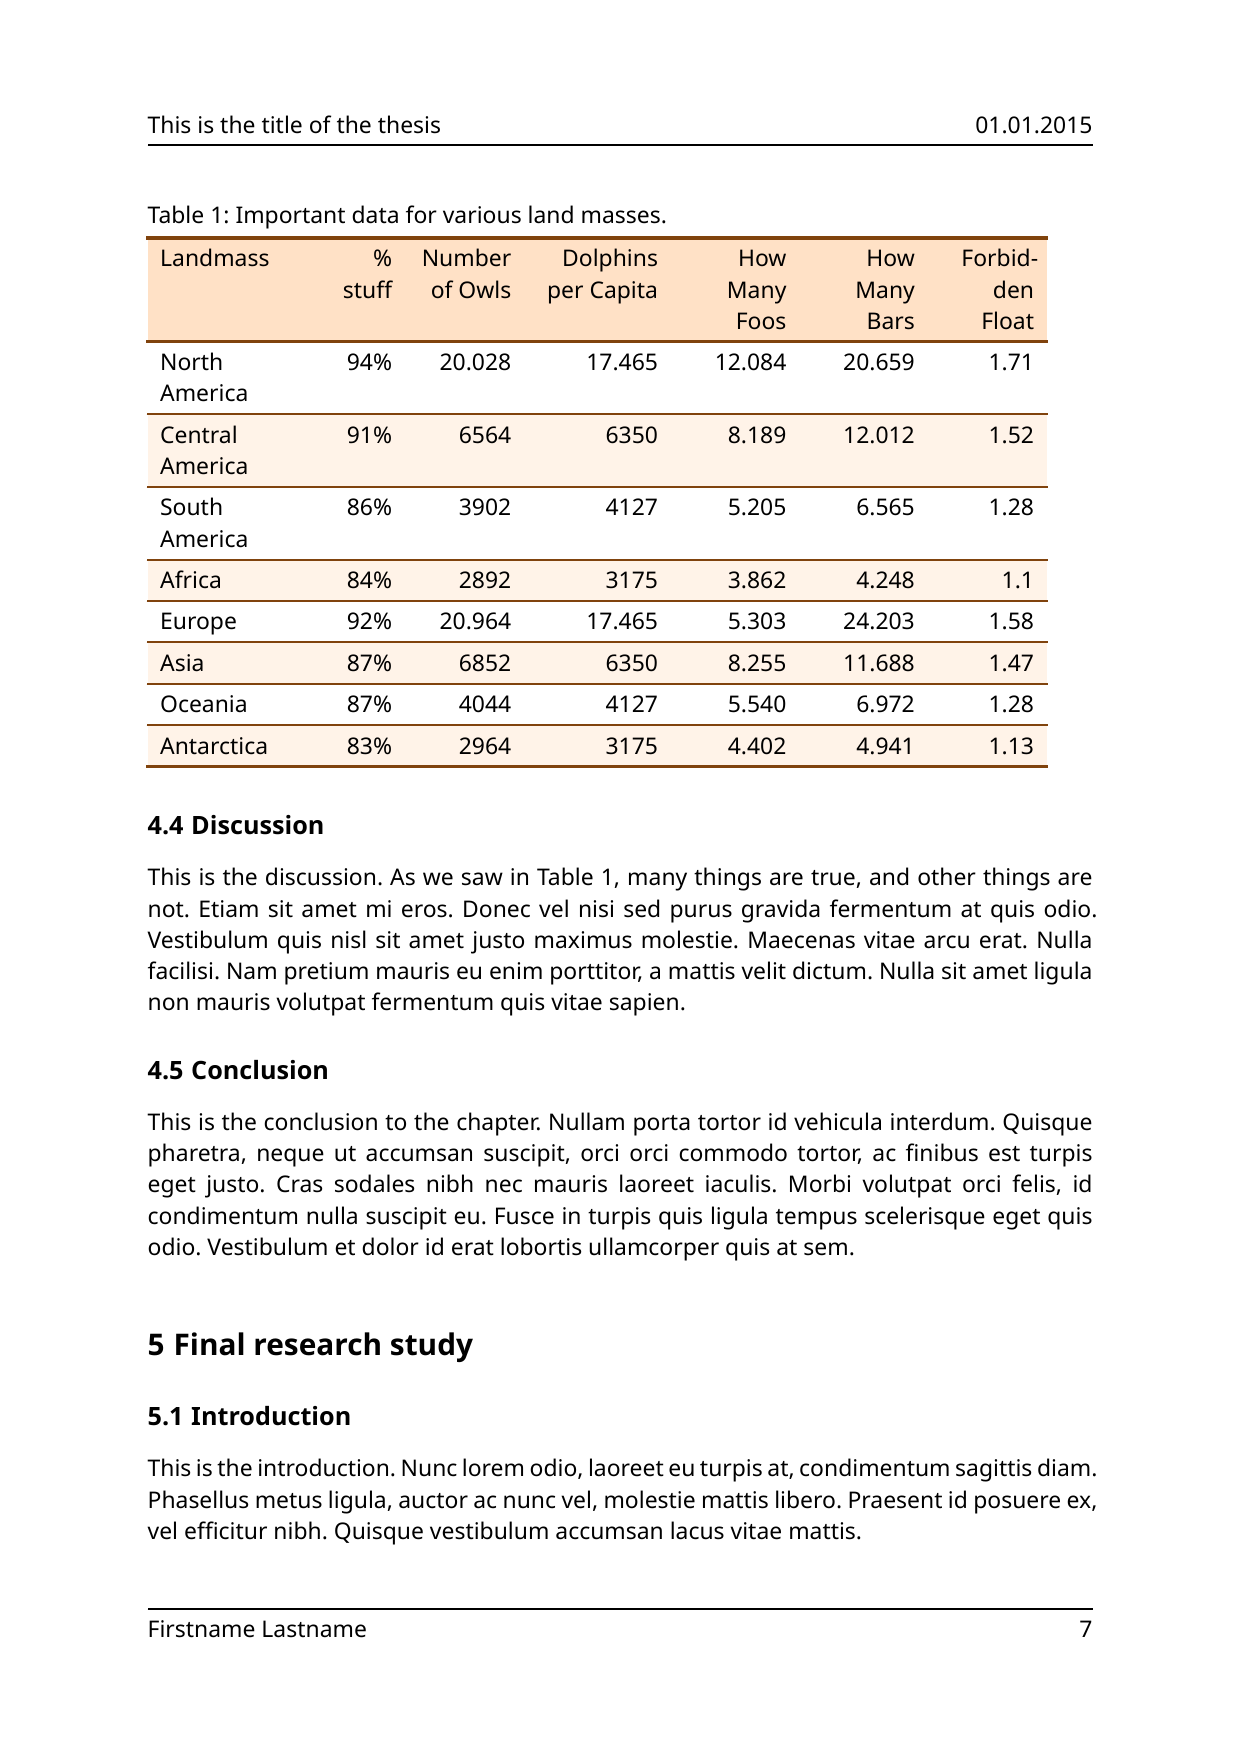 This is the title of the thesis 01.01.2015
Table 1: Important data for various land masses.
Landmass % Number Dolphins How How Forbid-
stuff of Owls per Capita Many Many den
Foos Bars Float
North 94% 20.028 17.465 12.084 20.659 1.71
America
Central 91% 6564 6350 8.189 12.012 1.52
America
South 86% 3902 4127 5.205 6.565 1.28
America
Africa 84% 2892 3175 3.862 4.248 1.1
Europe 92% 20.964 17.465 5.303 24.203 1.58
Asia 87% 6852 6350 8.255 11.688 1.47
Oceania 87% 4044 4127 5.540 6.972 1.28
Antarctica 83% 2964 3175 4.402 4.941 1.13
4.4 Discussion
This is the discussion. As we saw in Table 1, many things are true, and other things are
not. Etiam sit amet mi eros. Donec vel nisi sed purus gravida fermentum at quis odio.
Vestibulum quis nisl sit amet justo maximus molestie. Maecenas vitae arcu erat. Nulla
facilisi. Nam pretium mauris eu enim porttitor, a mattis velit dictum. Nulla sit amet ligula
non mauris volutpat fermentum quis vitae sapien.
4.5 Conclusion
This is the conclusion to the chapter. Nullam porta tortor id vehicula interdum. Quisque
pharetra, neque ut accumsan suscipit, orci orci commodo tortor, ac finibus est turpis
eget justo. Cras sodales nibh nec mauris laoreet iaculis. Morbi volutpat orci felis, id
condimentum nulla suscipit eu. Fusce in turpis quis ligula tempus scelerisque eget quis
odio. Vestibulum et dolor id erat lobortis ullamcorper quis at sem.
5 Final research study
5.1 Introduction
This is the introduction. Nunc lorem odio, laoreet eu turpis at, condimentum sagittis diam.
Phasellus metus ligula, auctor ac nunc vel, molestie mattis libero. Praesent id posuere ex,
vel efficitur nibh. Quisque vestibulum accumsan lacus vitae mattis.
Firstname Lastname 7